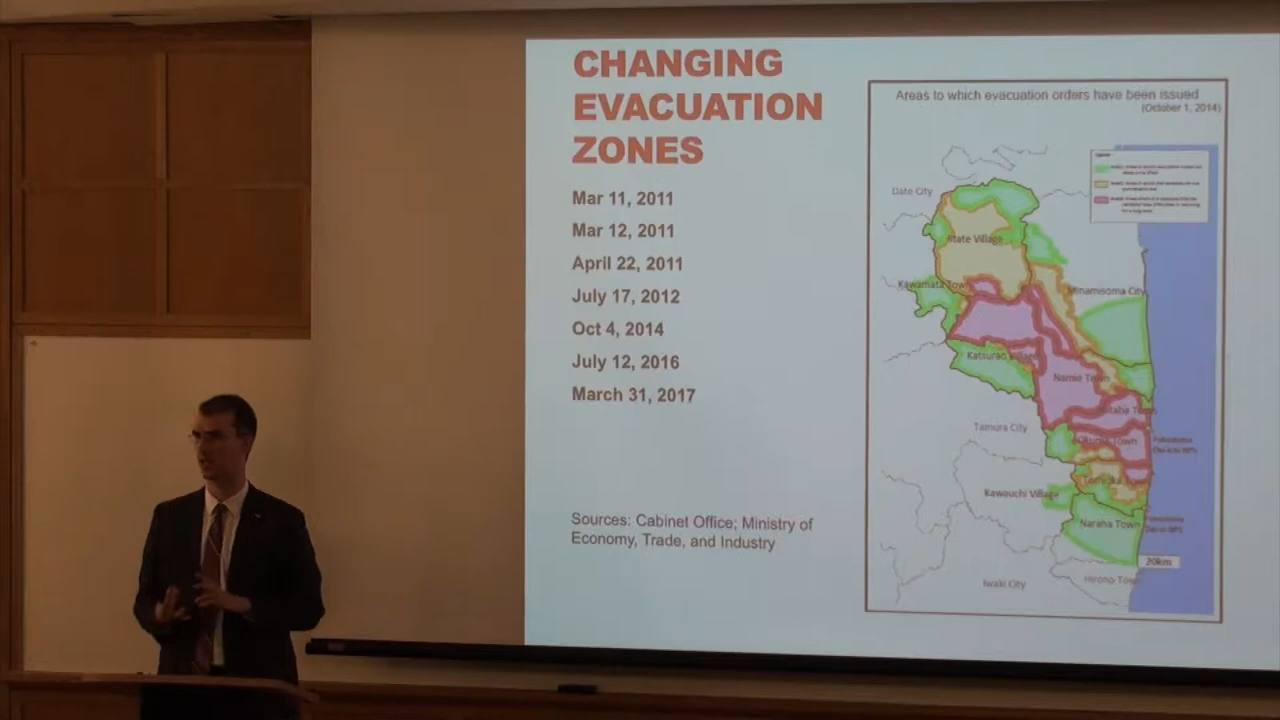 CHANGING
EVACUATION
ZONES
Mar 11, 2011
Mar 12, 2011
April 22, 2011
July 17, 2012
Oct 4, 2014
July 12, 2016
March 31, 2017
Sources: Cabinet Office; Ministry of
Economy, Trade, and Industry
Areas to which evacuation orders have been issued
(October 1, 2014)
Date City
Iitate Village
Kawamata Town
Minamisoma City
Katsurao Village
Namie Town
Futaba Town
Tamura City
Okuma Town
Tomioka Town
Kawauchi Village
Naraha Town
20km
Iwaki City
Hirono Town